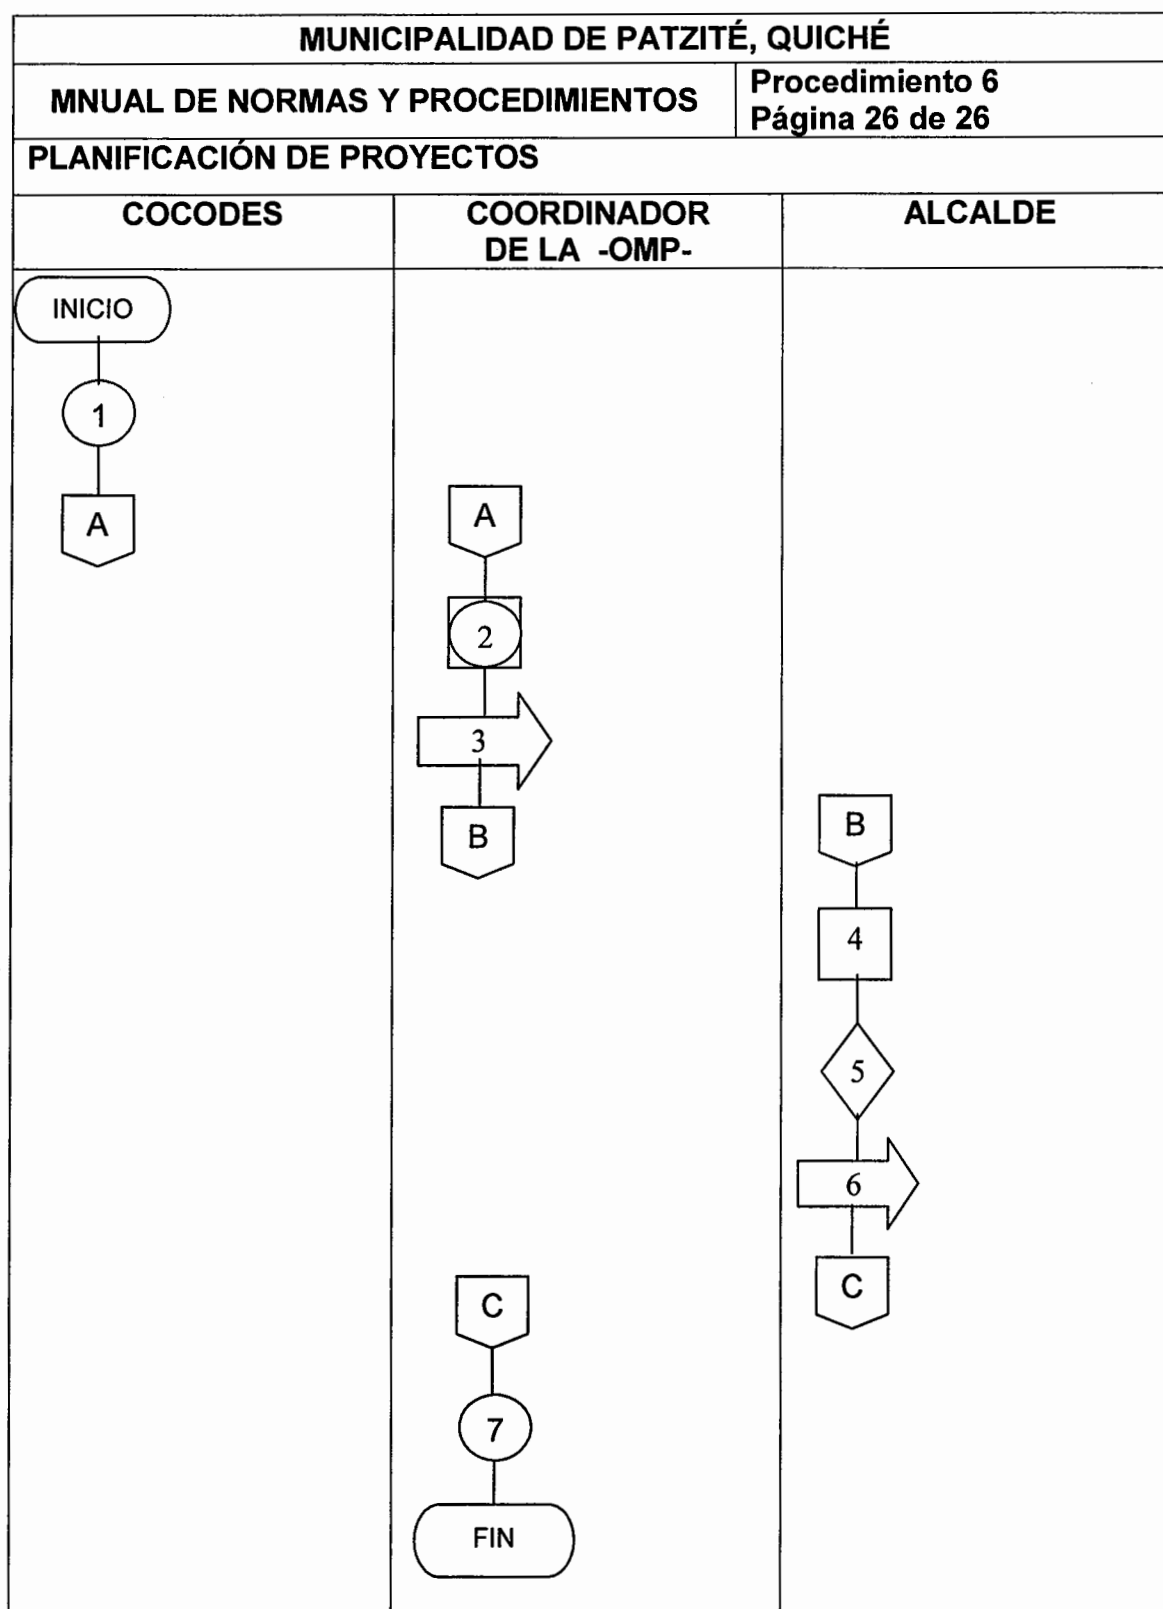 MUNICIPALIDAD DE PATZITÉ, QUICHÉ
MNUAL DE NORMAS Y PROCEDIMIENTOS
Procedimiento 6
Página 26 de 26
PLANIFICACIÓN DE PROYECTOS
COCODES
COORDINADOR
DE LA -OMP-
ALCALDE
INICIO
1
A
A
2
3
B
B
4
5
6
C
C
7
FIN